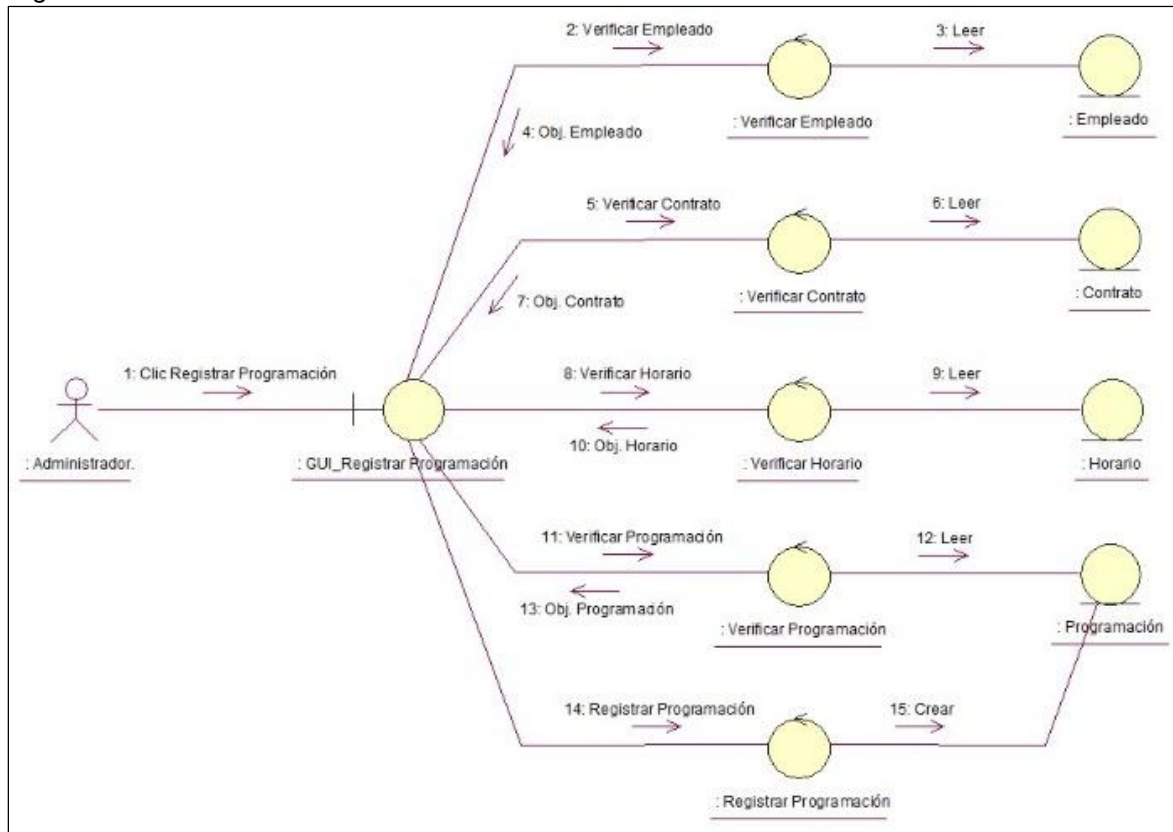 2: Verificar Empleado
3: Leer
4: Obj. Empleado
: Verificar Empleado
: Empleado
5: Verificar Contrato
6: Leer
7: Obj. Contrato
: Verificar Contrato
: Contrato
1: Clic Registrar Programación
8: Verificar Horario
9: Leer
10: Obj. Horario
: Administrador.
: GUI_Registrar Programación
: Verificar Horario
: Horario
11: Verificar Programación
12: Leer
13: Obj. Programación
: Verificar Programación
: Programación
14: Registrar Programación
15: Crear
: Registrar Programación